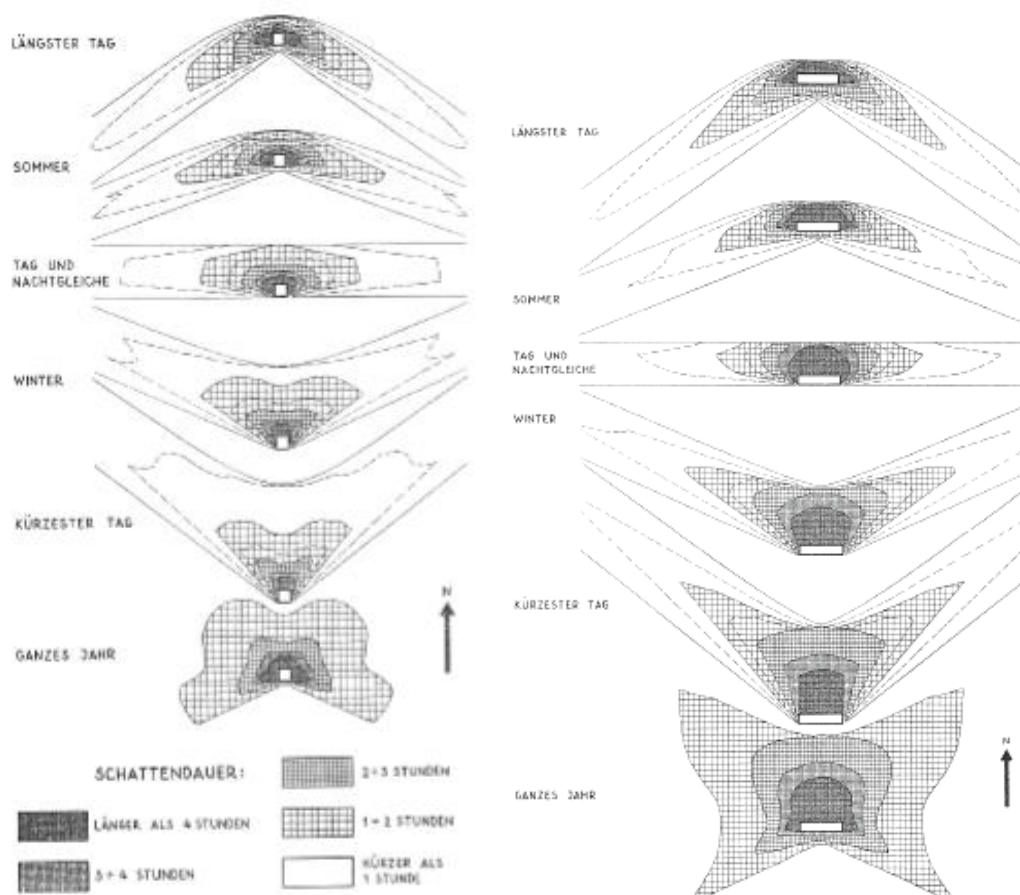 LÄNGSTER TAG
SOMMER
TAG UND
NACHTGLEICHE
WINTER
KÜRZESTER TAG
N
GANZES JAHR
SCHATTENDAUER:
LÄNGER ALS 4 STUNDEN
3 ÷ 4 STUNDEN
2 ÷ 3 STUNDEN
1 ÷ 2 STUNDEN
KÜRZER ALS
1 STUNDE
LÄNGSTER TAG
SOMMER
TAG UND
NACHTGLEICHE
WINTER
KÜRZESTER TAG
N
GANZES JAHR